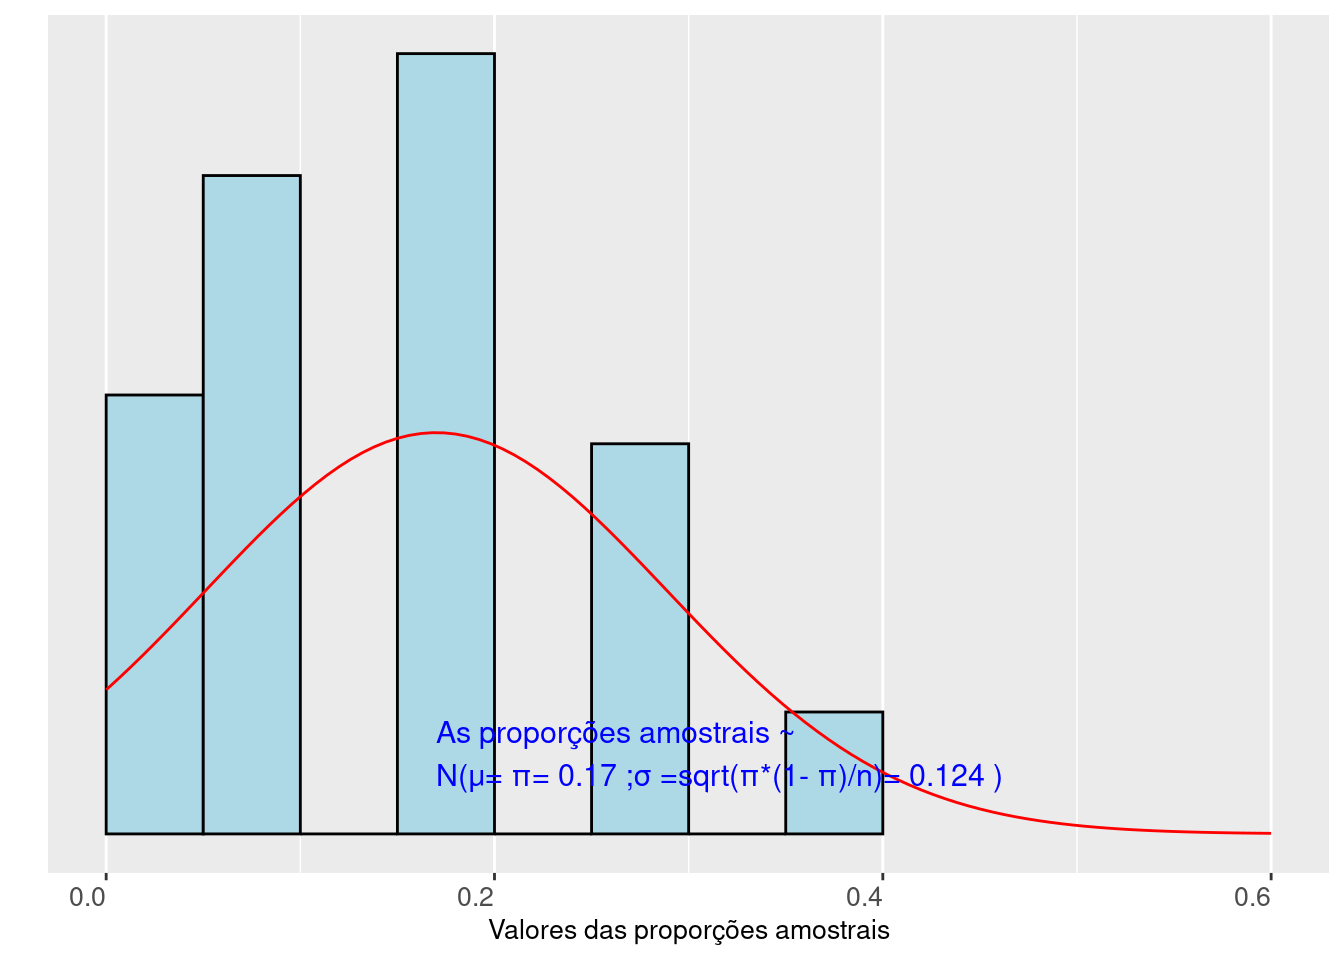 As proporções amostrais ~
N(μ= π= 0.17 ;σ =sqrt(π*(1- π)/n)= 0.124 )
0.0 0.2 0.4 0.6
Valores das proporções amostrais